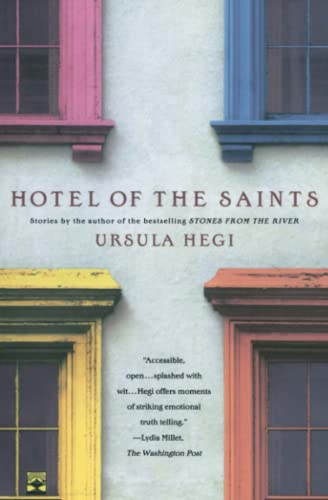 HOTEL OF THE SAINTS
Stories by the author of the bestselling STONES FROM THE RIVER
URSULA HEGI
"Accessible,
open...splashed with
wit...Hegi offers moments
of striking emotional
truth telling."
—Lydia Millet,
The Washington Post